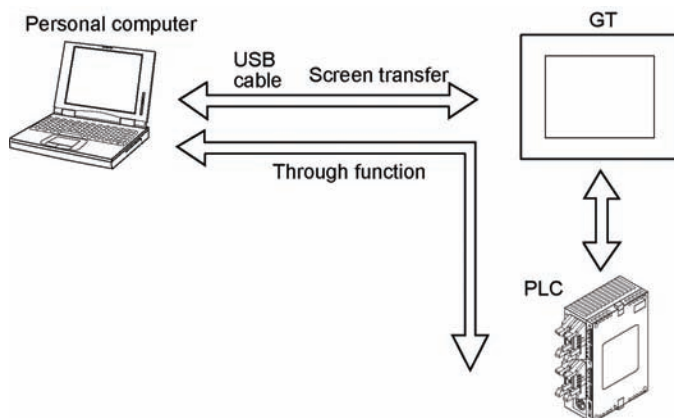 Personal computer
GT
USB
cable
Screen transfer
Through function
PLC